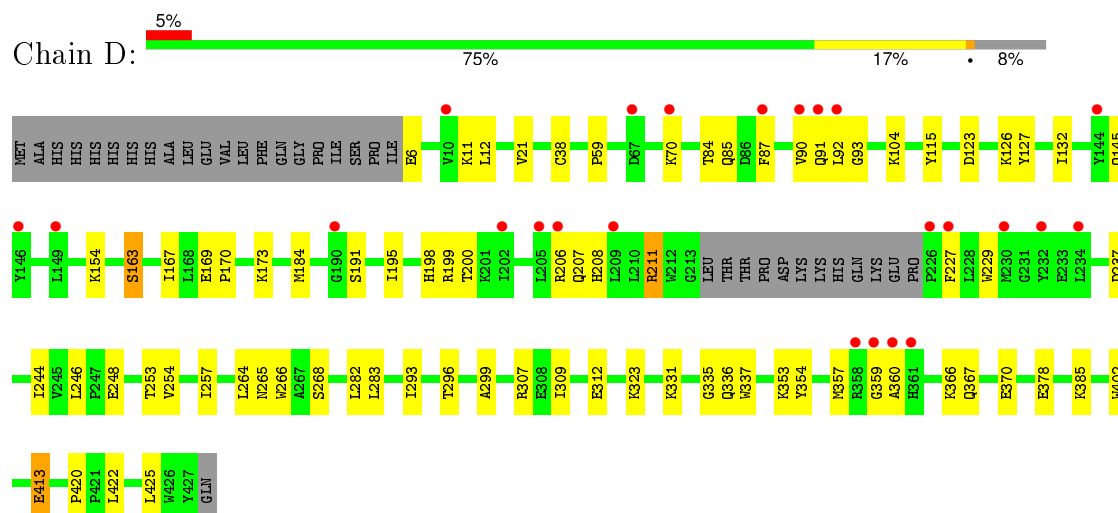 5%
Chain D:
75% 17% • 8%
MET ALA HIS HIS HIS HIS HIS HIS ALA LEU GLU VAL LEU PHE GLN GLY PRO ILE SER PRO ILE E6 V10 K11 L12 V21 C38 P59 D67 K70 T84 Q85 D86 F87 V90 Q91 L92 G93 K104 Y115 D123 K126 Y127 I132 Y144
Y146 L149 K154 S163 I167 L168 E169 P170 K173 M184 G190 S191 I195 H198 R199 T200 K201 I202 L205 R206 Q207 H208 L209 L210 R211 W212 G213 LEU THR THR PRO ASP LYS LYS HIS GLN LYS GLU PRO P226 F227 L228 W229 M230 G231 Y232 E233 L234
I244 V245 L246 P247 E248 T253 V254 I257 L264 N265 W266 A267 S268 L282 L283 I293 T296 A299 R307 E308 I309 E312 K323 K331 G335 Q336 W337 K353 Y354 M357 R358 G359 A360 H361 K366 Q367 E370 E378 K385
E413 P420 P421 L422 L425 W426 Y427 GLN